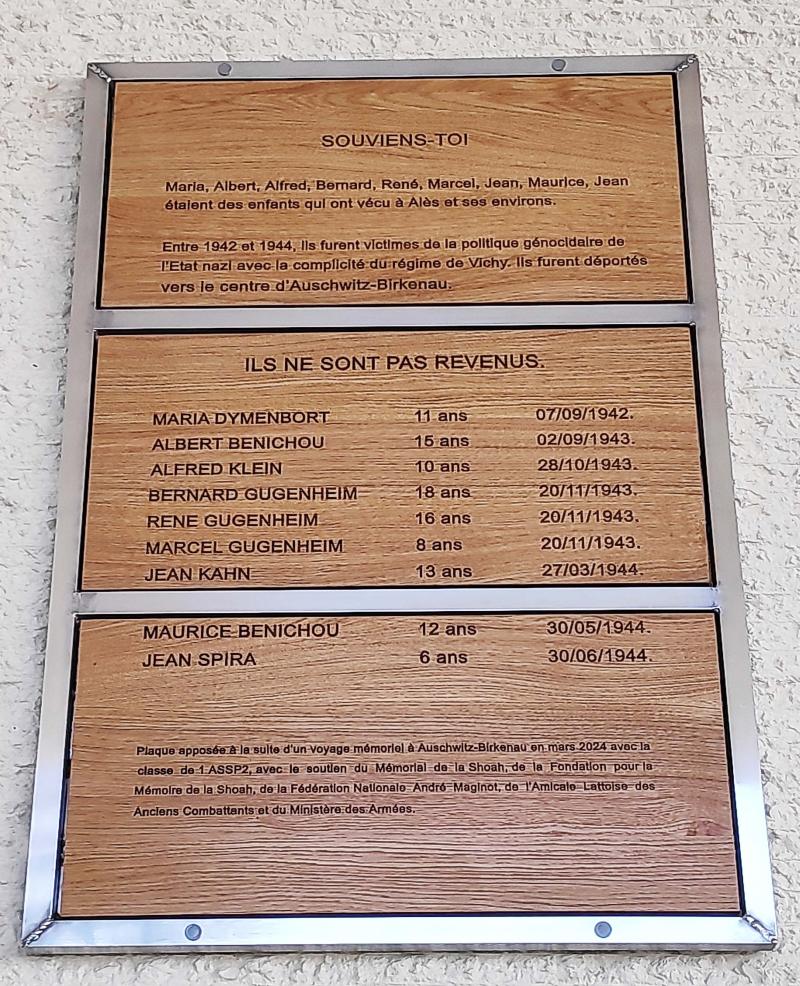 SOUVIENS-TOI
Maria, Albert, Alfred, Bernard, René, Marcel, Jean, Maurice, Jean
étaient des enfants qui ont vécu à Alès et ses environs.
Entre 1942 et 1944, ils furent victimes de la politique génocidaire de
l'Etat nazi avec la complicité du régime de Vichy. Ils furent déportés
vers le centre d'Auschwitz-Birkenau.
ILS NE SONT PAS REVENUS.
MARIA DYMENBORT 11 ans 07/09/1942.
ALBERT BENICHOU 15 ans 02/09/1943.
ALFRED KLEIN 10 ans 28/10/1943.
BERNARD GUGENHEIM 18 ans 20/11/1943.
RENE GUGENHEIM 16 ans 20/11/1943.
MARCEL GUGENHEIM 8 ans 20/11/1943.
JEAN KAHN 13 ans 27/03/1944.
MAURICE BENICHOU 12 ans 30/05/1944.
JEAN SPIRA 6 ans 30/06/1944.
Plaque apposée à la suite d'un voyage mémoriel à Auschwitz-Birkenau en mars 2024 avec la
classe de 1 ASSP2, avec le soutien du Mémorial de la Shoah, de la Fondation pour la
Mémoire de la Shoah, de la Fédération Nationale André Maginot, de l'Amicale Lattoise des
Anciens Combattants et du Ministère des Armées.